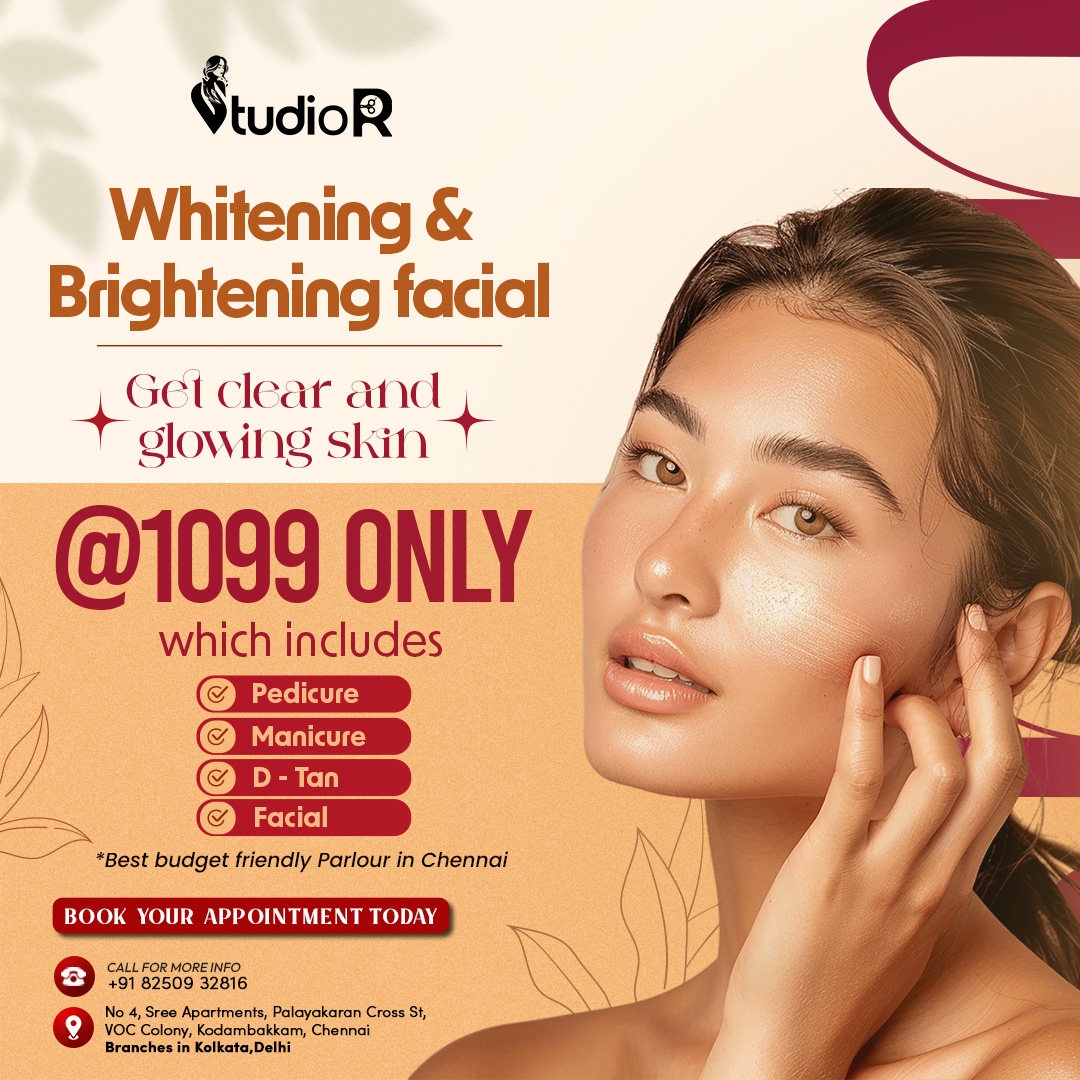 StudioR
Whitening &
Brightening facial
Get clear and
glowing skin
@1099 ONLY
which includes
Pedicure
Manicure
D - Tan
Facial
*Best budget friendly Parlour in Chennai
BOOK YOUR APPOINTMENT TODAY
CALL FOR MORE INFO
+91 82509 32816
No 4, Sree Apartments, Palayakaran Cross St,
VOC Colony, Kodambakkam, Chennai
Branches in Kolkata,Delhi